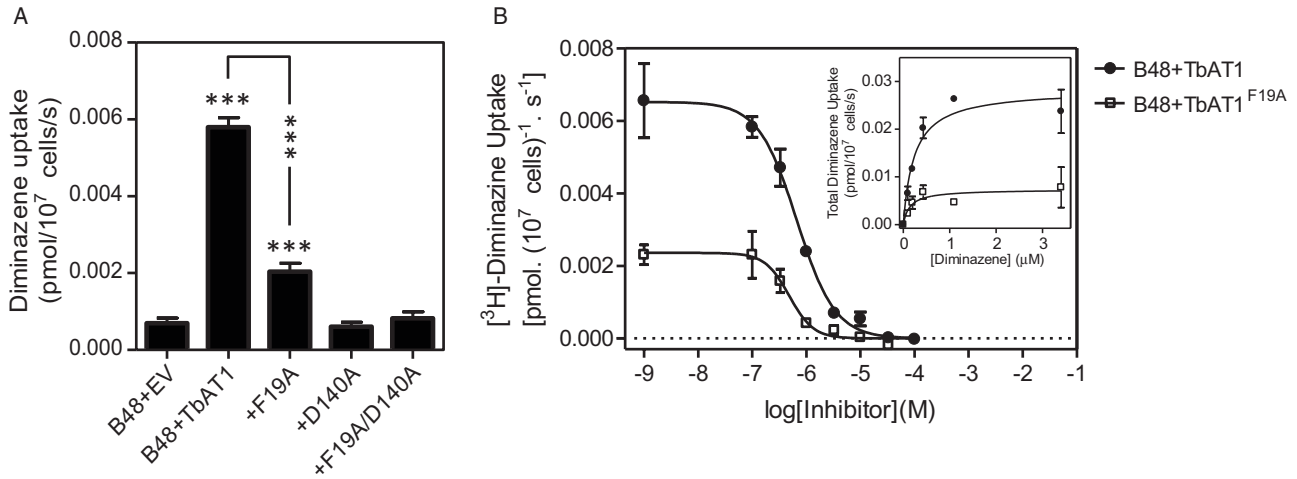 A
Diminazene uptake
(pmol/10⁷ cells/s)
0.008
0.006
0.004
0.002
0.000
***
***
***
B48+EV
B48+TbAT1
+F19A
+D140A
+F19A/D140A
B
[³H]-Diminazine Uptake
[pmol. (10⁷ cells)⁻¹. s⁻¹]
0.008
0.006
0.004
0.002
0.000
-9 -8 -7 -6 -5 -4 -3 -2 -1
log[Inhibitor](M)
Total Diminazene Uptake
(pmol/10⁷ cells/s)
0.03
0.02
0.01
0.00
0 1 2 3
[Diminazene] (μM)
B48+TbAT1
B48+TbAT1F19A